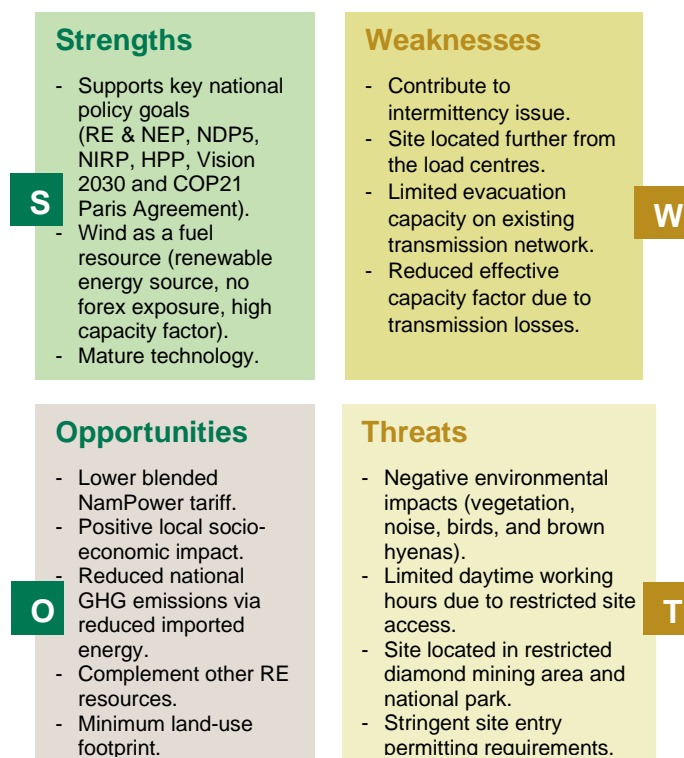 Strengths
- Supports key national
policy goals
(RE & NEP, NDP5,
NIRP, HPP, Vision
2030 and COP21
Paris Agreement).
- Wind as a fuel
resource (renewable
energy source, no
forex exposure, high
capacity factor).
- Mature technology.
S
Weaknesses
- Contribute to
intermittency issue.
- Site located further from
the load centres.
- Limited evacuation
capacity on existing
transmission network.
- Reduced effective
capacity factor due to
transmission losses.
W
Opportunities
- Lower blended
NamPower tariff.
- Positive local socio-
economic impact.
- Reduced national
GHG emissions via
reduced imported
energy.
- Complement other RE
resources.
- Minimum land-use
footprint.
O
Threats
- Negative environmental
impacts (vegetation,
noise, birds, and brown
hyenas).
- Limited daytime working
hours due to restricted site
access.
- Site located in restricted
diamond mining area and
national park.
- Stringent site entry
permitting requirements.
T